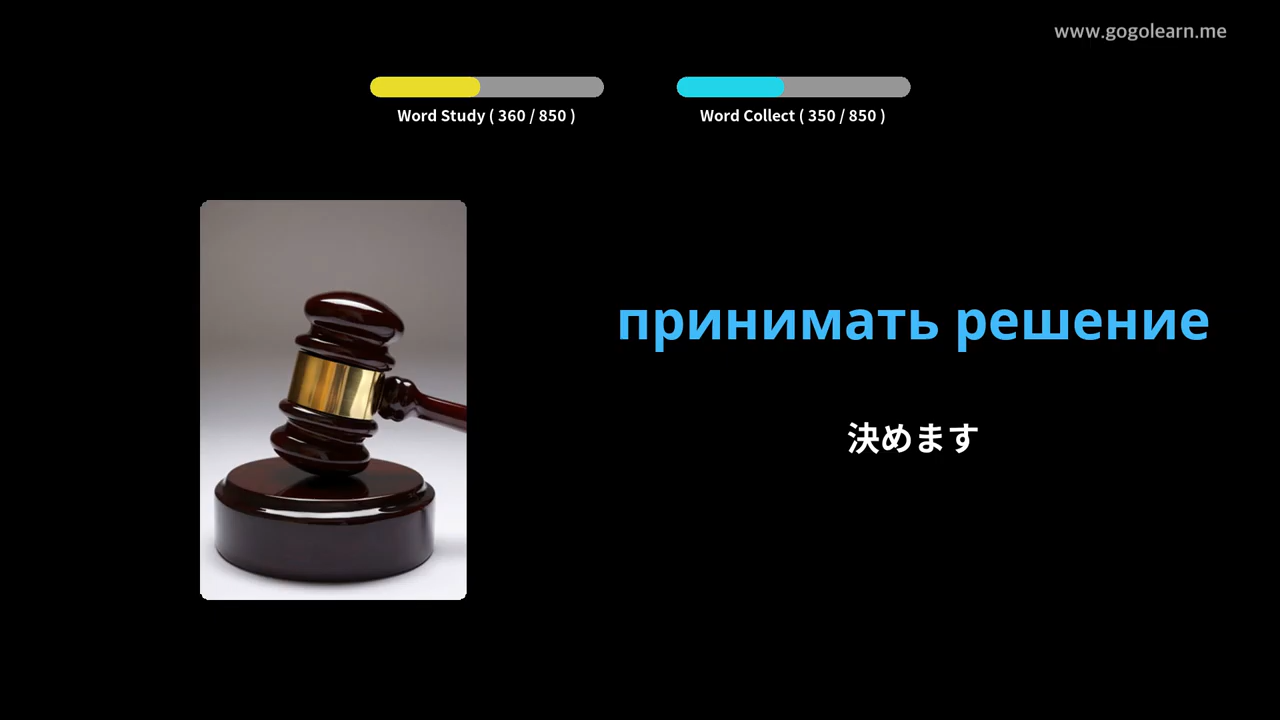 www.gogolearn.me
Word Study ( 360 / 850 )
Word Collect ( 350 / 850 )
принимать решение
決めます